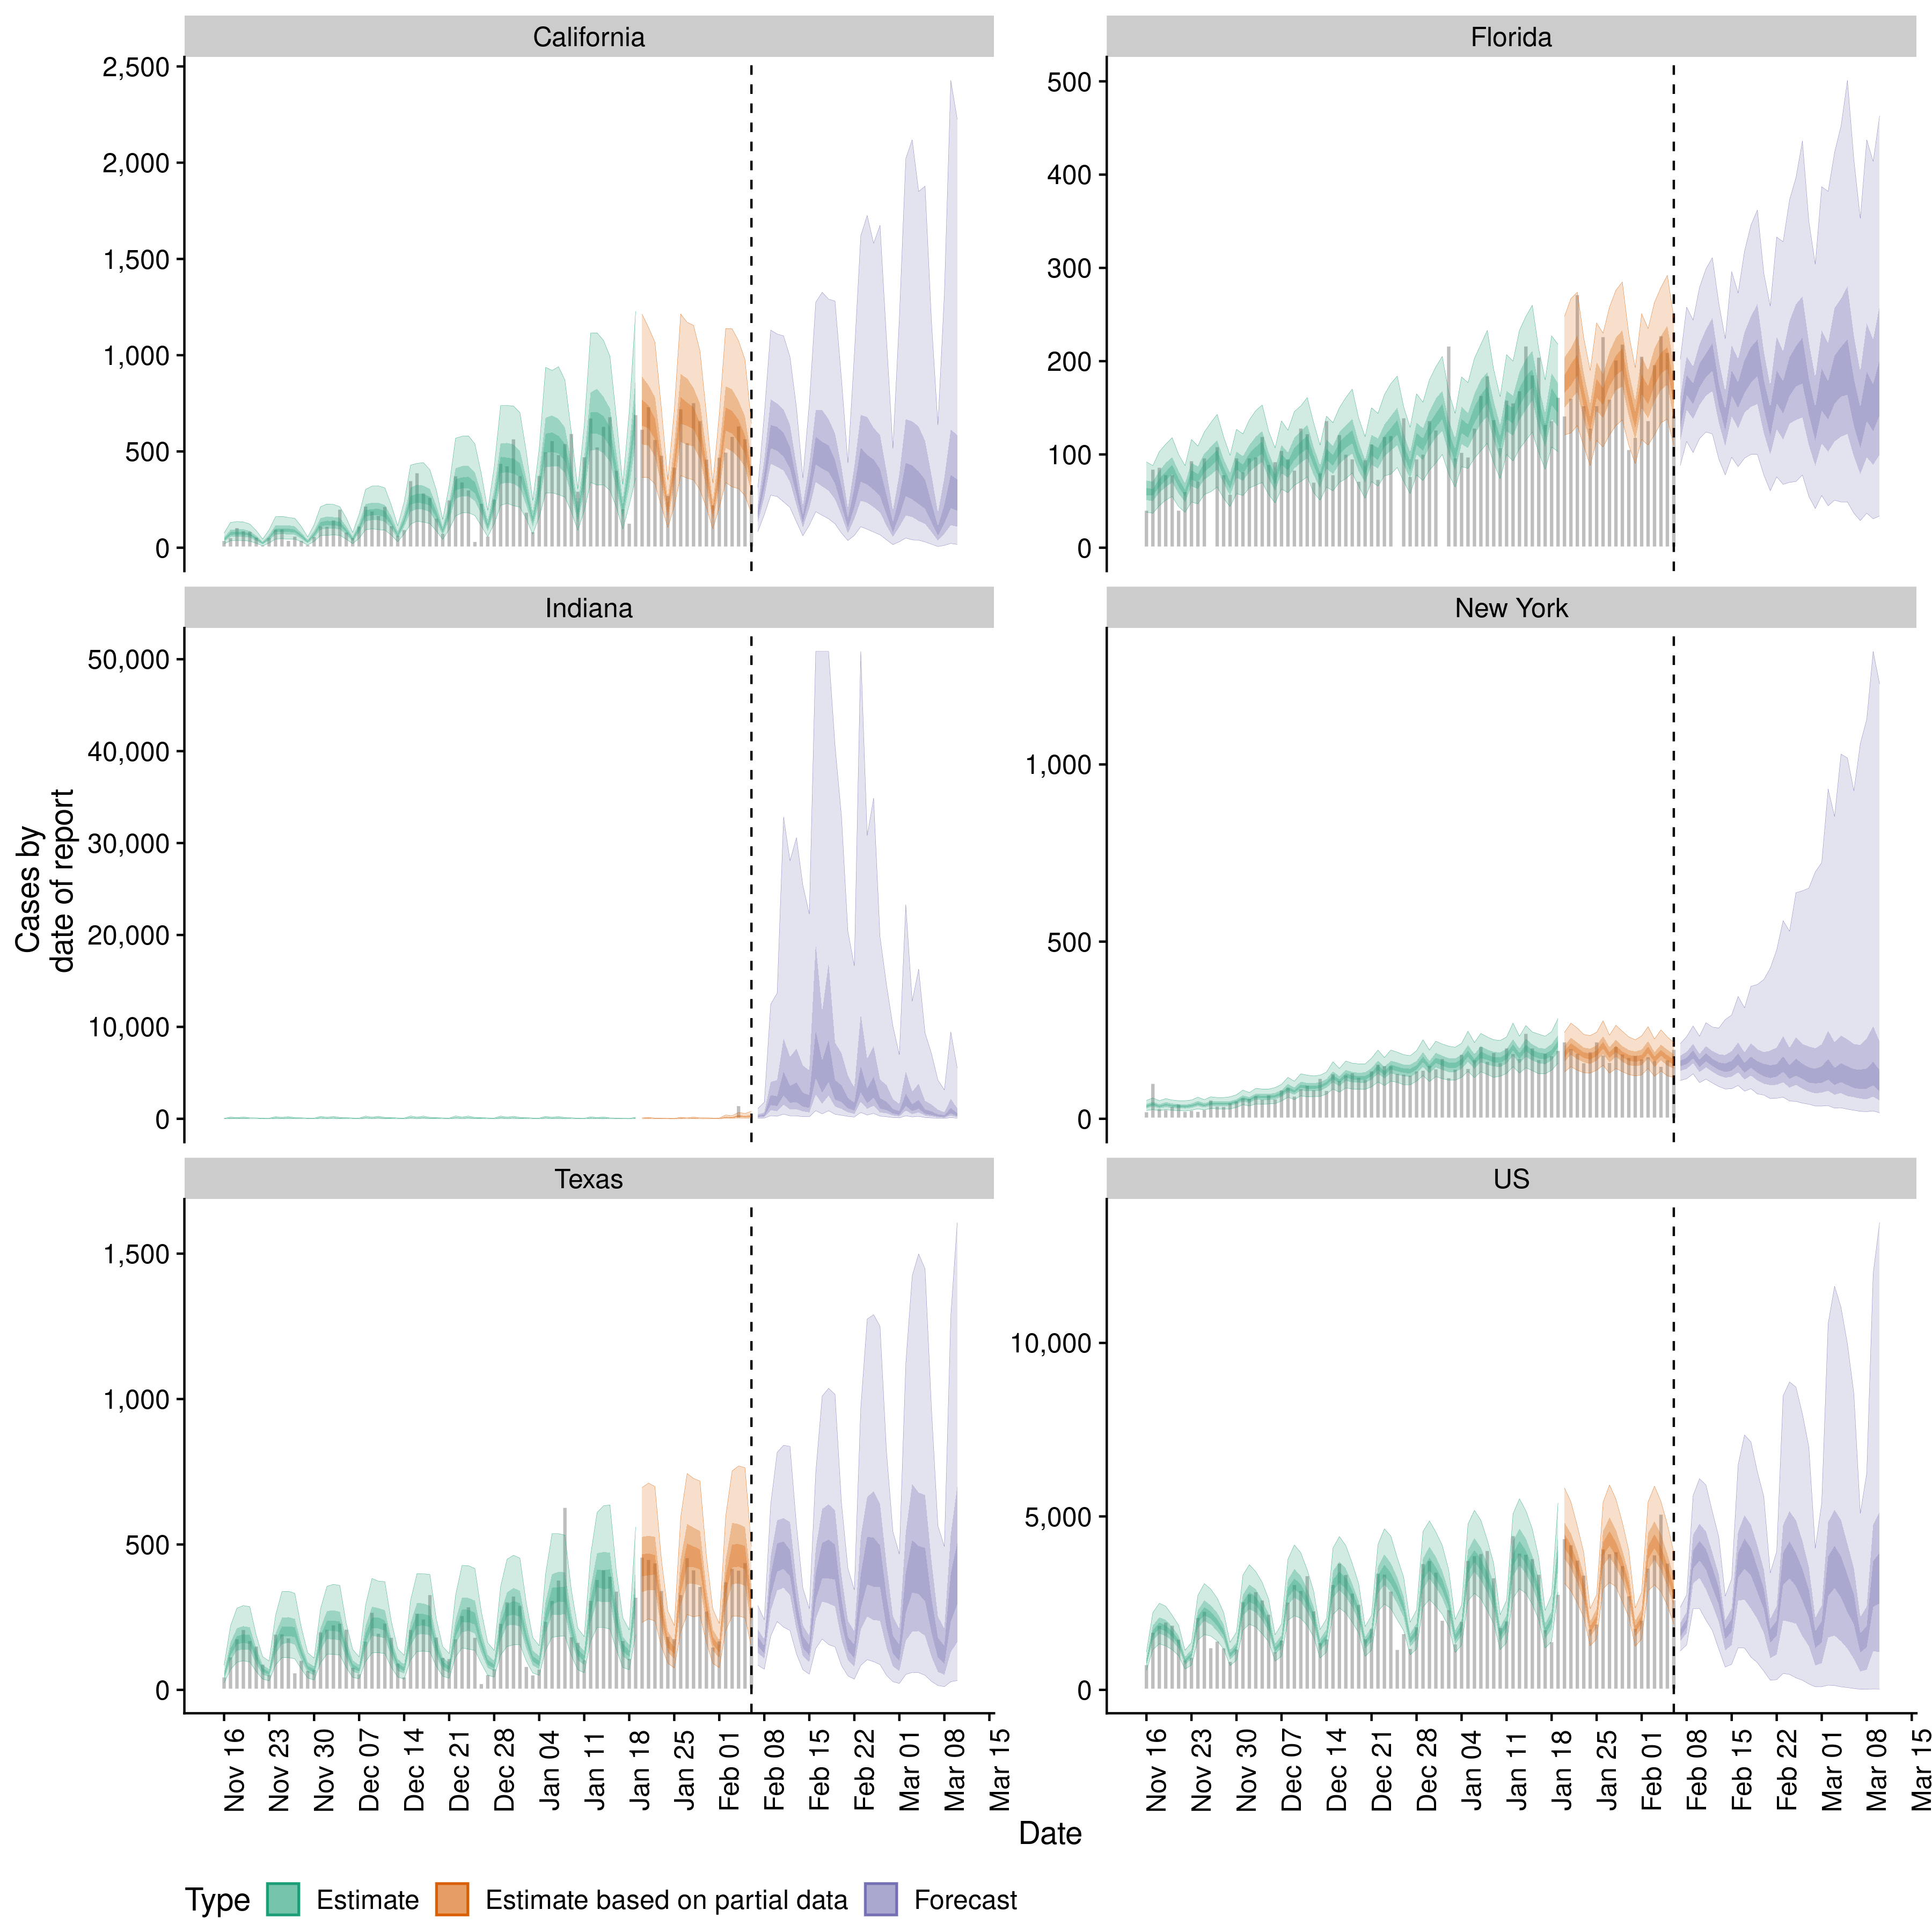 California
Florida
2,500
2,000
1,500
1,000
500
0
500
400
300
200
100
0
Indiana
New York
Cases by
date of report
50,000
40,000
30,000
20,000
10,000
0
1,000
500
0
Texas
US
1,500
1,000
500
0
10,000
5,000
0
Nov 16
Nov 23
Nov 30
Dec 07
Dec 14
Dec 21
Dec 28
Jan 04
Jan 11
Jan 18
Jan 25
Feb 01
Feb 08
Feb 15
Feb 22
Mar 01
Mar 08
Mar 15
Nov 16
Nov 23
Nov 30
Dec 07
Dec 14
Dec 21
Dec 28
Jan 04
Jan 11
Jan 18
Jan 25
Feb 01
Feb 08
Feb 15
Feb 22
Mar 01
Mar 08
Mar 15
Date
Type Estimate Estimate based on partial data Forecast